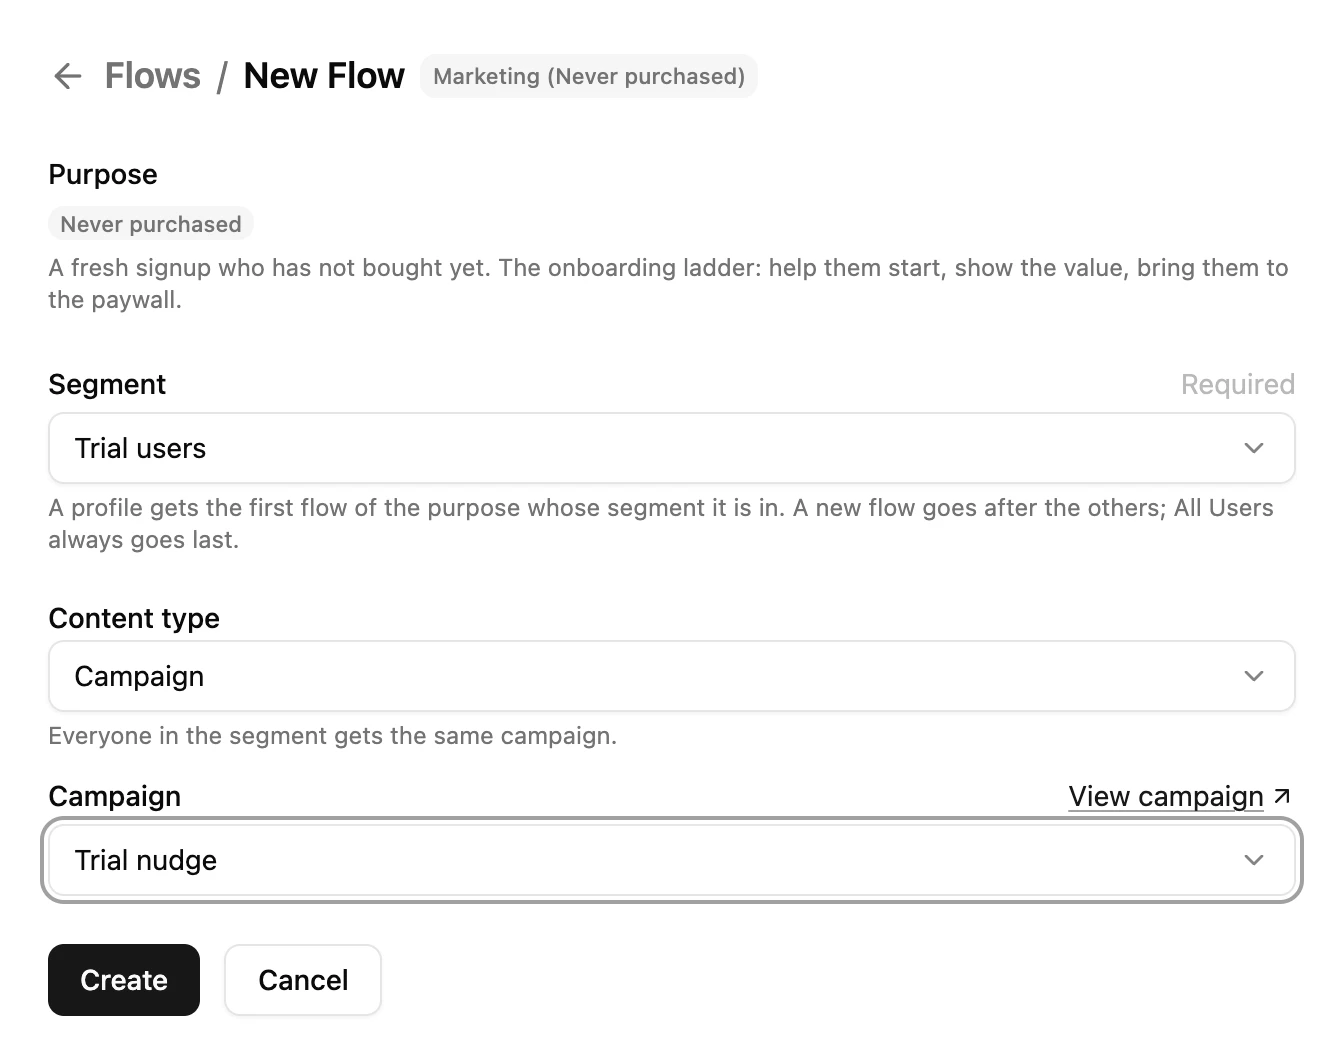 ← Flows / New Flow Marketing (Never purchased)
Purpose
Never purchased
A fresh signup who has not bought yet. The onboarding ladder: help them start, show the value, bring them to
the paywall.
Segment Required
Trial users
A profile gets the first flow of the purpose whose segment it is in. A new flow goes after the others; All Users
always goes last.
Content type
Campaign
Everyone in the segment gets the same campaign.
Campaign View campaign ↗
Trial nudge
Create Cancel